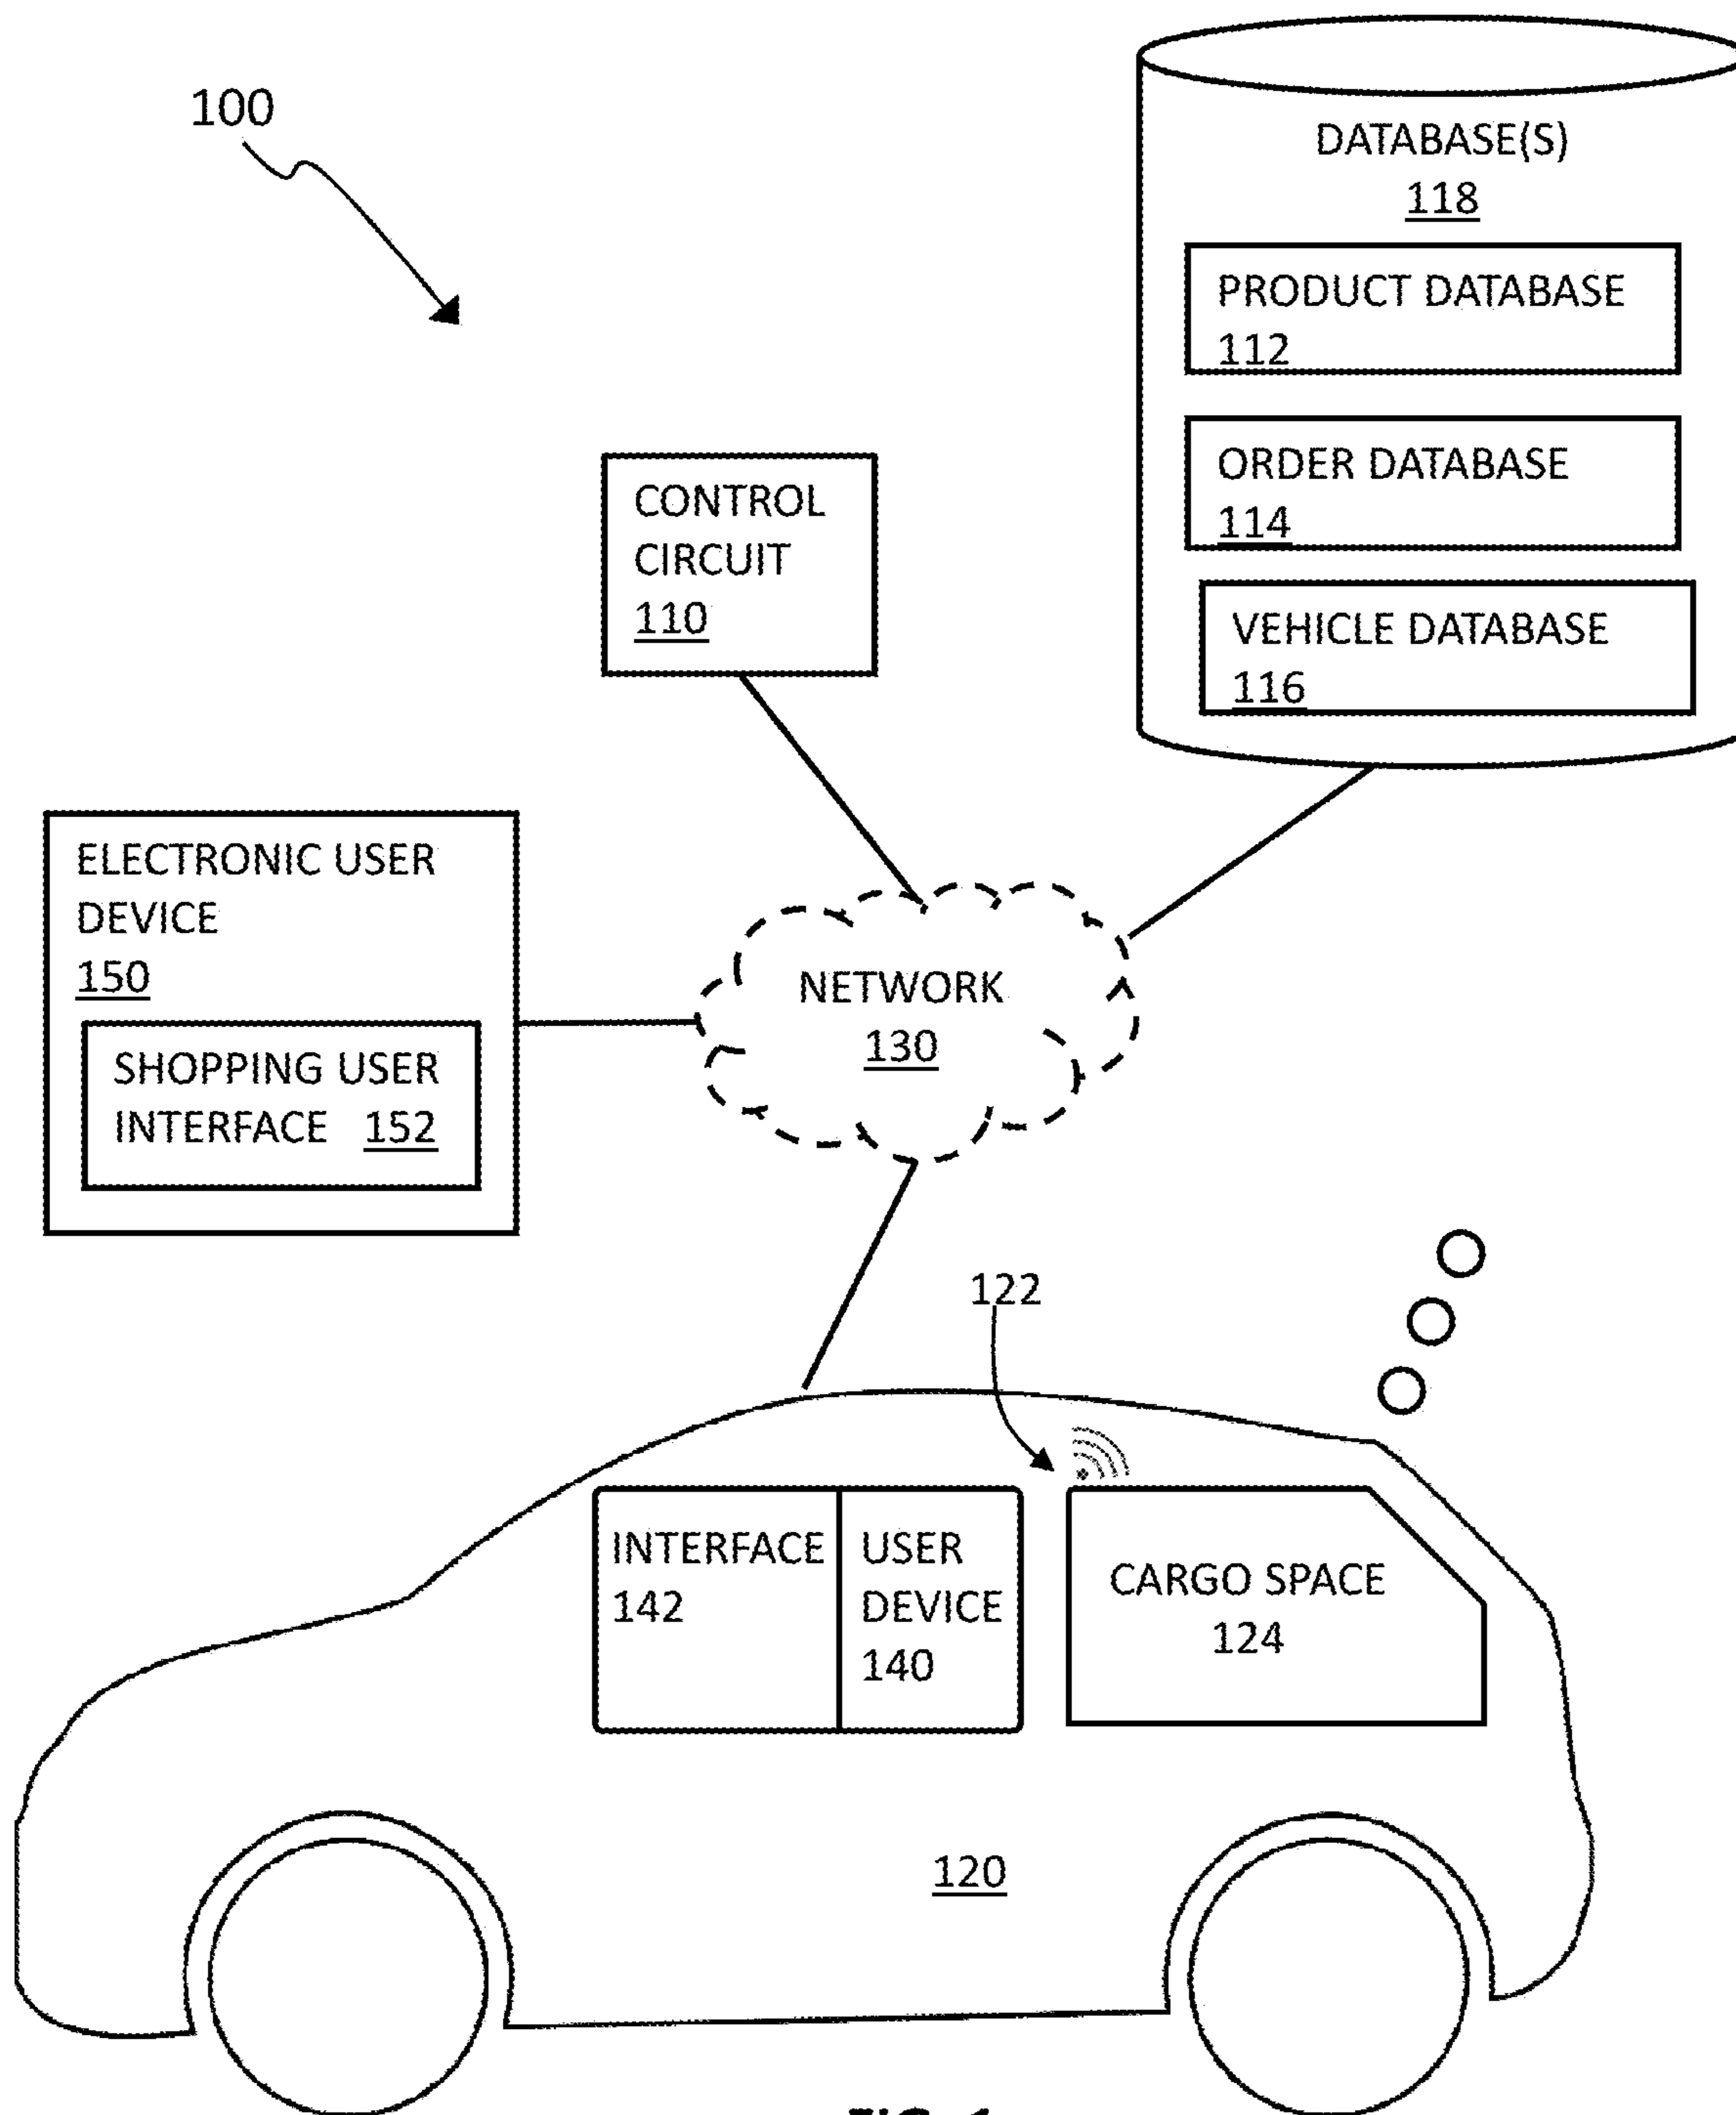 100
DATABASE(S)
118
PRODUCT DATABASE
112
ORDER DATABASE
114
VEHICLE DATABASE
116
CONTROL
CIRCUIT
110
ELECTRONIC USER
DEVICE
150
SHOPPING USER
INTERFACE 152
NETWORK
130
122
INTERFACE
142
USER
DEVICE
140
CARGO SPACE
124
120